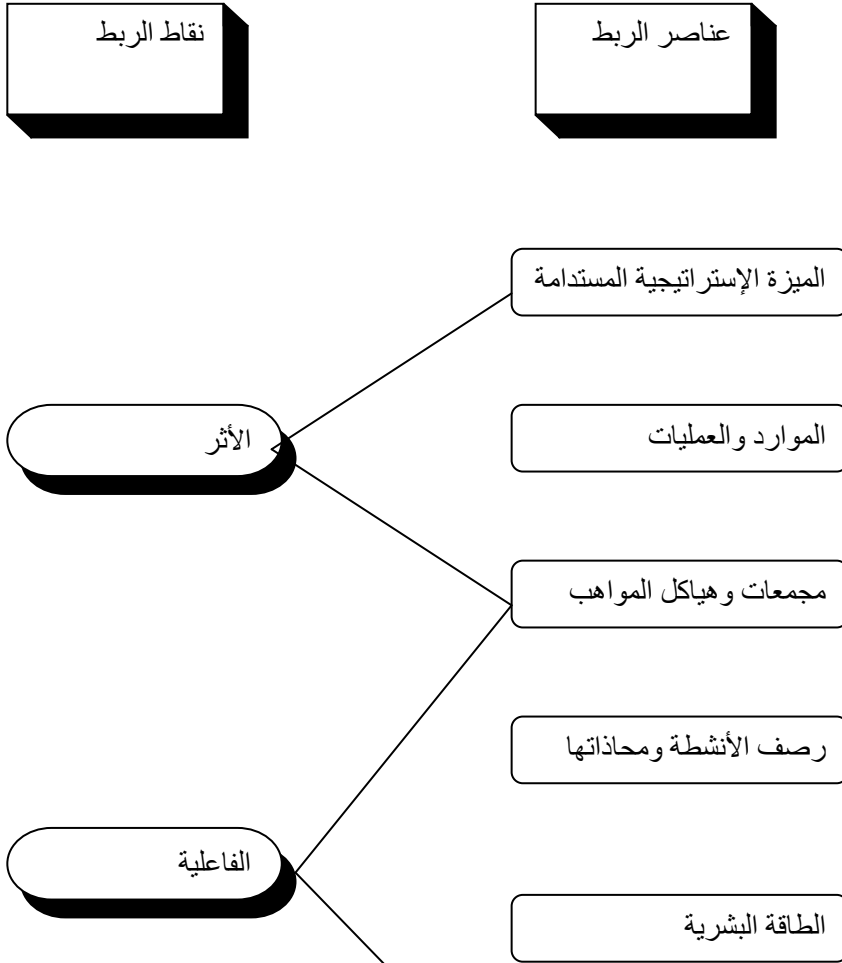 عناصر الربط
نقاط الربط
الميزة الإستراتيجية المستدامة
الأثر
الموارد والعمليات
مجمعات وهياكل المواهب
رصف الأنشطة ومحاذاتها
الفاعلية
الطاقة البشرية